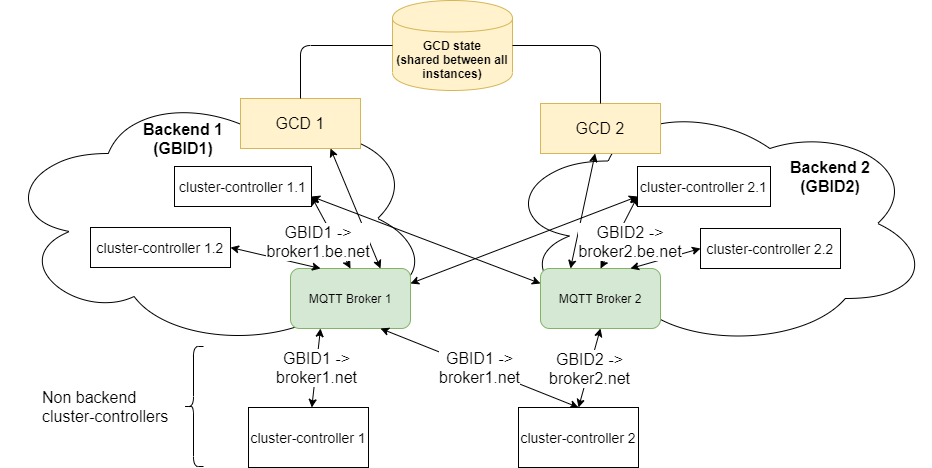 GCD state
(shared between all
instances)
GCD 1
GCD 2
Backend 1
(GBID1)
Backend 2
(GBID2)
cluster-controller 1.1
cluster-controller 2.1
cluster-controller 1.2
GBID1 ->
broker1.be.net
GBID2 ->
broker2.be.net
cluster-controller 2.2
MQTT Broker 1
MQTT Broker 2
GBID1 ->
broker1.net
GBID1 ->
broker1.net
GBID2 ->
broker2.net
Non backend
cluster-controllers
cluster-controller 1
cluster-controller 2